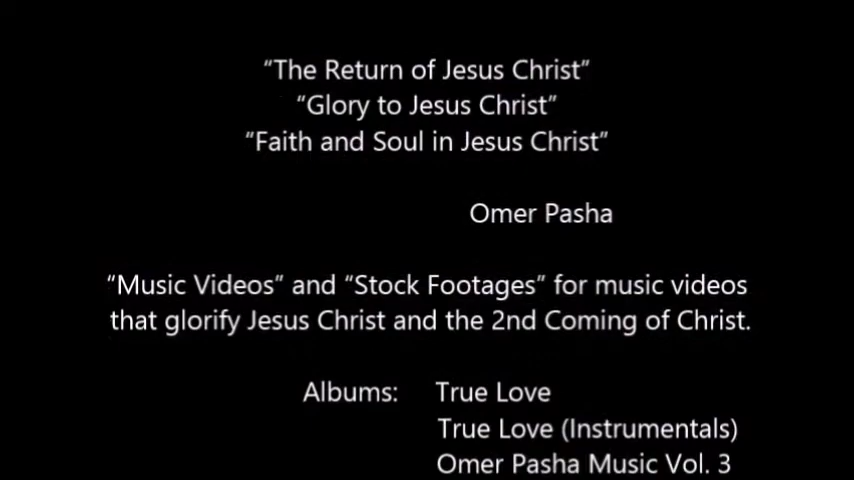 “The Return of Jesus Christ”
“Glory to Jesus Christ”
“Faith and Soul in Jesus Christ”
Omer Pasha
“Music Videos” and “Stock Footages” for music videos
that glorify Jesus Christ and the 2nd Coming of Christ.
Albums: True Love
True Love (Instrumentals)
Omer Pasha Music Vol. 3